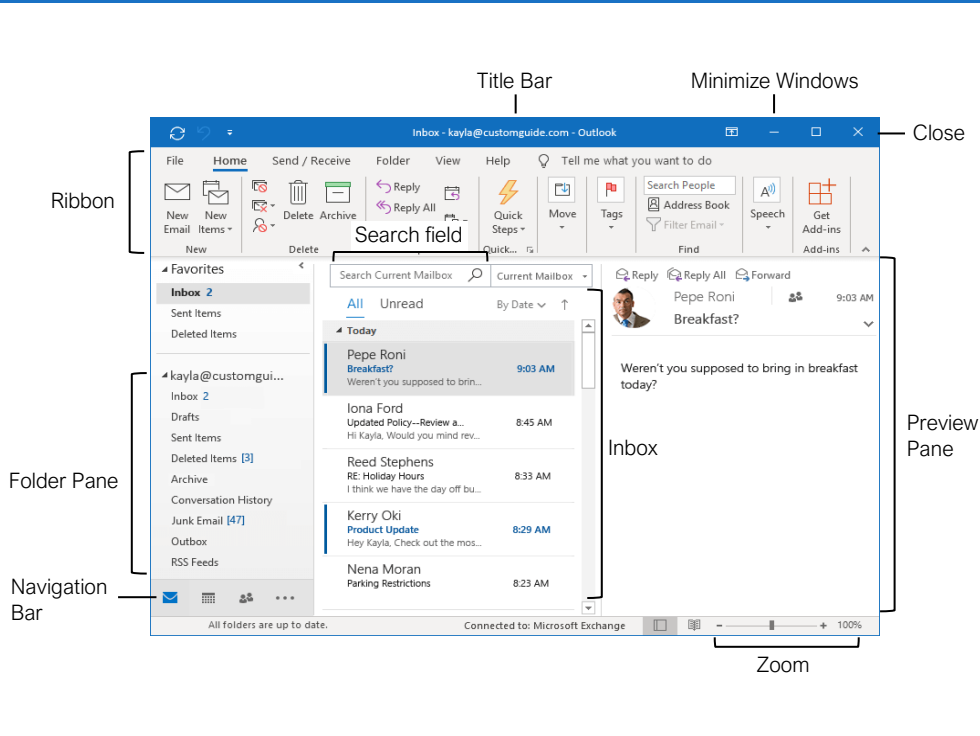 Title Bar
Minimize Windows
Inbox - kayla@customguide.com - Outlook
Close
File Home Send / Receive Folder View Help Tell me what you want to do
Ribbon
New Email
New Items
Delete
Archive
Reply
Reply All
Quick Steps
Move
Tags
Search People
Address Book
Filter Email
Speech
Get Add-ins
Search field
New
Delete
Quick...
Find
Add-ins
Favorites
Inbox 2
Sent Items
Deleted Items
kayla@customgui...
Inbox 2
Drafts
Sent Items
Deleted Items [3]
Archive
Conversation History
Junk Email [47]
Outbox
RSS Feeds
Folder Pane
Navigation
Bar
Search Current Mailbox
Current Mailbox
All Unread By Date
Today
Pepe Roni
Breakfast? 9:03 AM
Weren't you supposed to brin...
Iona Ford
Updated Policy--Review a... 8:45 AM
Hi Kayla, Would you mind rev...
Reed Stephens
RE: Holiday Hours 8:33 AM
I think we have the day off bu...
Kerry Oki
Product Update 8:29 AM
Hey Kayla, Check out the mos...
Nena Moran
Parking Restrictions 8:23 AM
Inbox
Reply Reply All Forward
Pepe Roni 9:03 AM
Breakfast?
Weren't you supposed to bring in breakfast
today?
Preview
Pane
All folders are up to date. Connected to: Microsoft Exchange - + 100%
Zoom